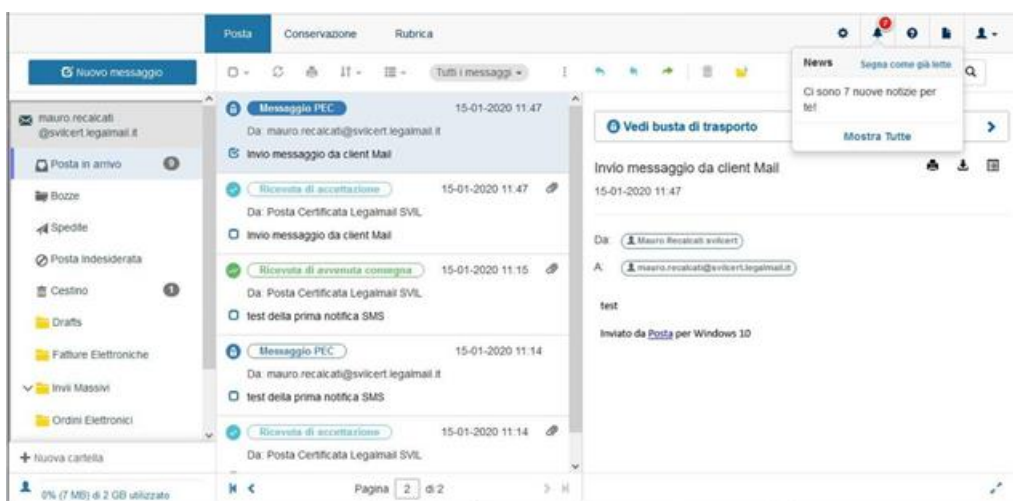 Posta Conservazione Rubrica
7
Nuovo messaggio
Tutti i messaggi
News Segna come già lette
Ci sono 7 nuove notizie per
te!
Mostra Tutte
mauro.recalcati
@svilcert.legalmail.it
Posta in arrivo 9
Bozze
Spedite
Posta Indesiderata
Cestino 1
Drafts
Fatture Elettroniche
Invii Massivi
Ordini Elettronici
Nuova cartella
0% (7 MB) di 2 GB utilizzato
Messaggio PEC 15-01-2020 11:47
Da: mauro.recalcati@svilcert.legalmail.it
Invio messaggio da client Mail
Ricevuta di accettazione 15-01-2020 11:47
Da: Posta Certificata Legalmail SVIL
Invio messaggio da client Mail
Ricevuta di avvenuta consegna 15-01-2020 11:15
Da: Posta Certificata Legalmail SVIL
test della prima notifica SMS
Messaggio PEC 15-01-2020 11:14
Da: mauro.recalcati@svilcert.legalmail.it
test della prima notifica SMS
Ricevuta di accettazione 15-01-2020 11:14
Da: Posta Certificata Legalmail SVIL
Pagina 2 di 2
Vedi busta di trasporto
Invio messaggio da client Mail
15-01-2020 11:47
Da: Mauro Recalcati svilcert
A: mauro.recalcati@svilcert.legalmail.it
test
Inviato da Posta per Windows 10